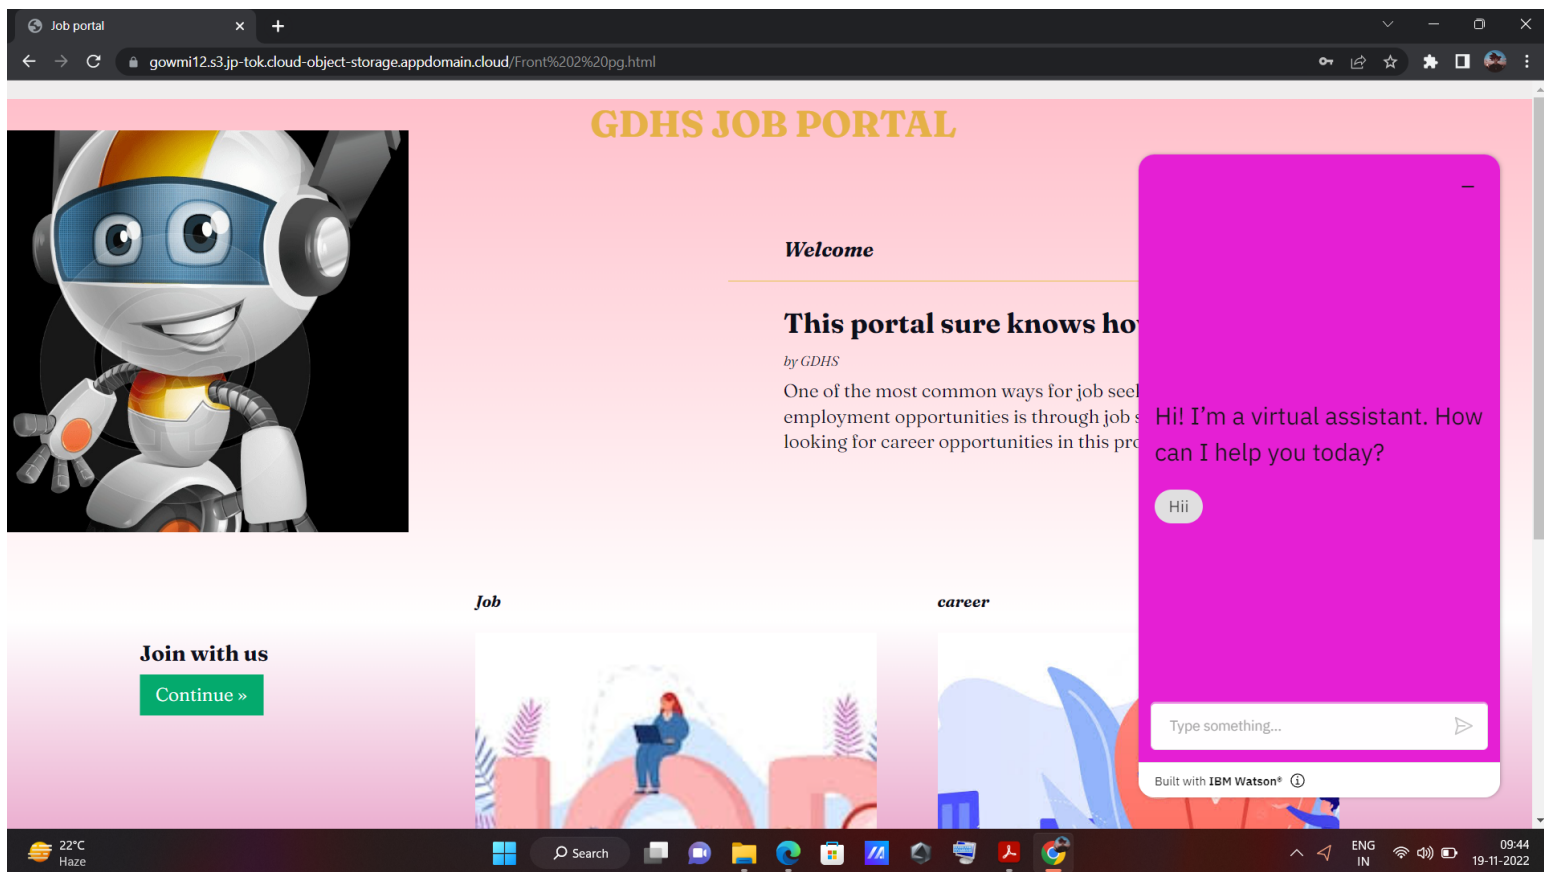 Job portal
gowmi12.s3.jp-tok.cloud-object-storage.appdomain.cloud/Front%202%20pg.html
GDHS JOB PORTAL
Welcome
This portal sure knows
by GDHS
One of the most common ways for job
employment opportunities is through job
looking for career opportunities in this
Hi! I'm a virtual assistant. How
can I help you today?
Hii
Type something...
Built with IBM Watson®
Job
career
Join with us
Continue »
JOB
22°C
Haze
Search
ENG
IN
09:44
19-11-2022